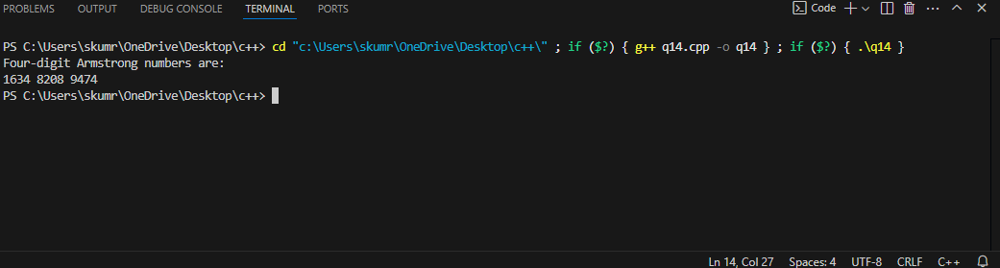 PROBLEMS OUTPUT DEBUG CONSOLE TERMINAL PORTS Code
PS C:\Users\skumr\OneDrive\Desktop\c++> cd "c:\Users\skumr\OneDrive\Desktop\c++\" ; if ($?) { g++ q14.cpp -o q14 } ; if ($?) { .\q14 }
Four-digit Armstrong numbers are:
1634 8208 9474
PS C:\Users\skumr\OneDrive\Desktop\c++>
Ln 14, Col 27 Spaces: 4 UTF-8 CRLF C++